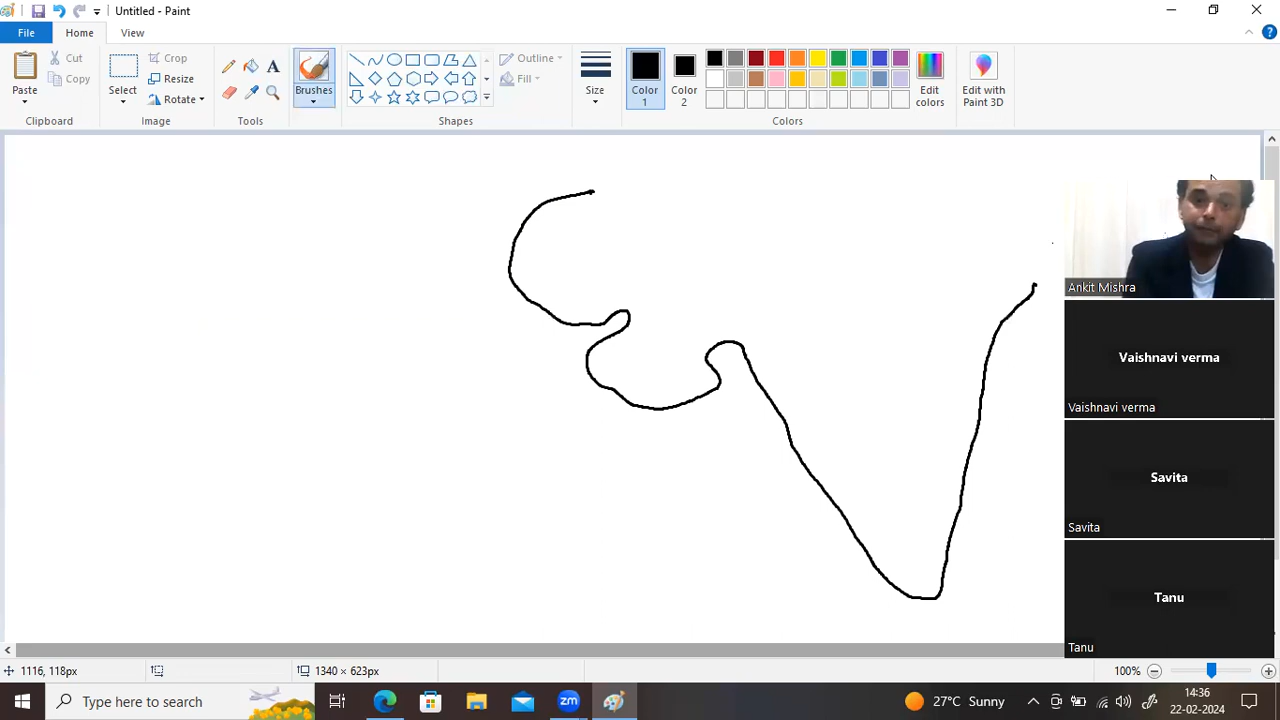 Untitled - Paint
File
Home
View
Paste
Cut
Copy
Clipboard
Select
Crop
Resize
Rotate
Image
A
Tools
Brushes
Outline
Fill
Shapes
Size
Color 1
Color 2
Edit colors
Colors
Edit with Paint 3D
Ankit Mishra
Vaishnavi verma
Vaishnavi verma
Savita
Savita
Tanu
Tanu
1116, 118px
1340 × 623px
100%
Type here to search
zm
27°C Sunny
14:36
22-02-2024